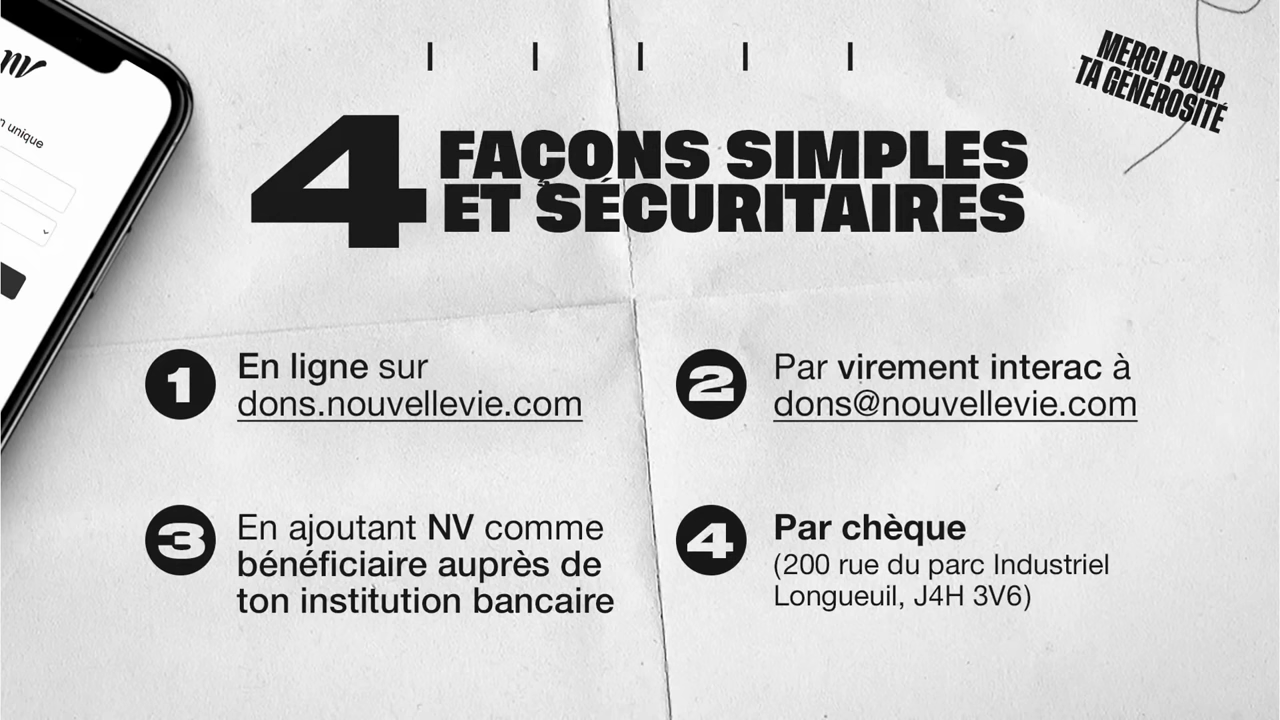 nv
n unique
MERCI POUR
TA GÉNÉROSITÉ
4 FAÇONS SIMPLES
ET SÉCURITAIRES
1 En ligne sur
dons.nouvellevie.com
2 Par virement interac à
dons@nouvellevie.com
3 En ajoutant NV comme
bénéficiaire auprès de
ton institution bancaire
4 Par chèque
(200 rue du parc Industriel
Longueuil, J4H 3V6)